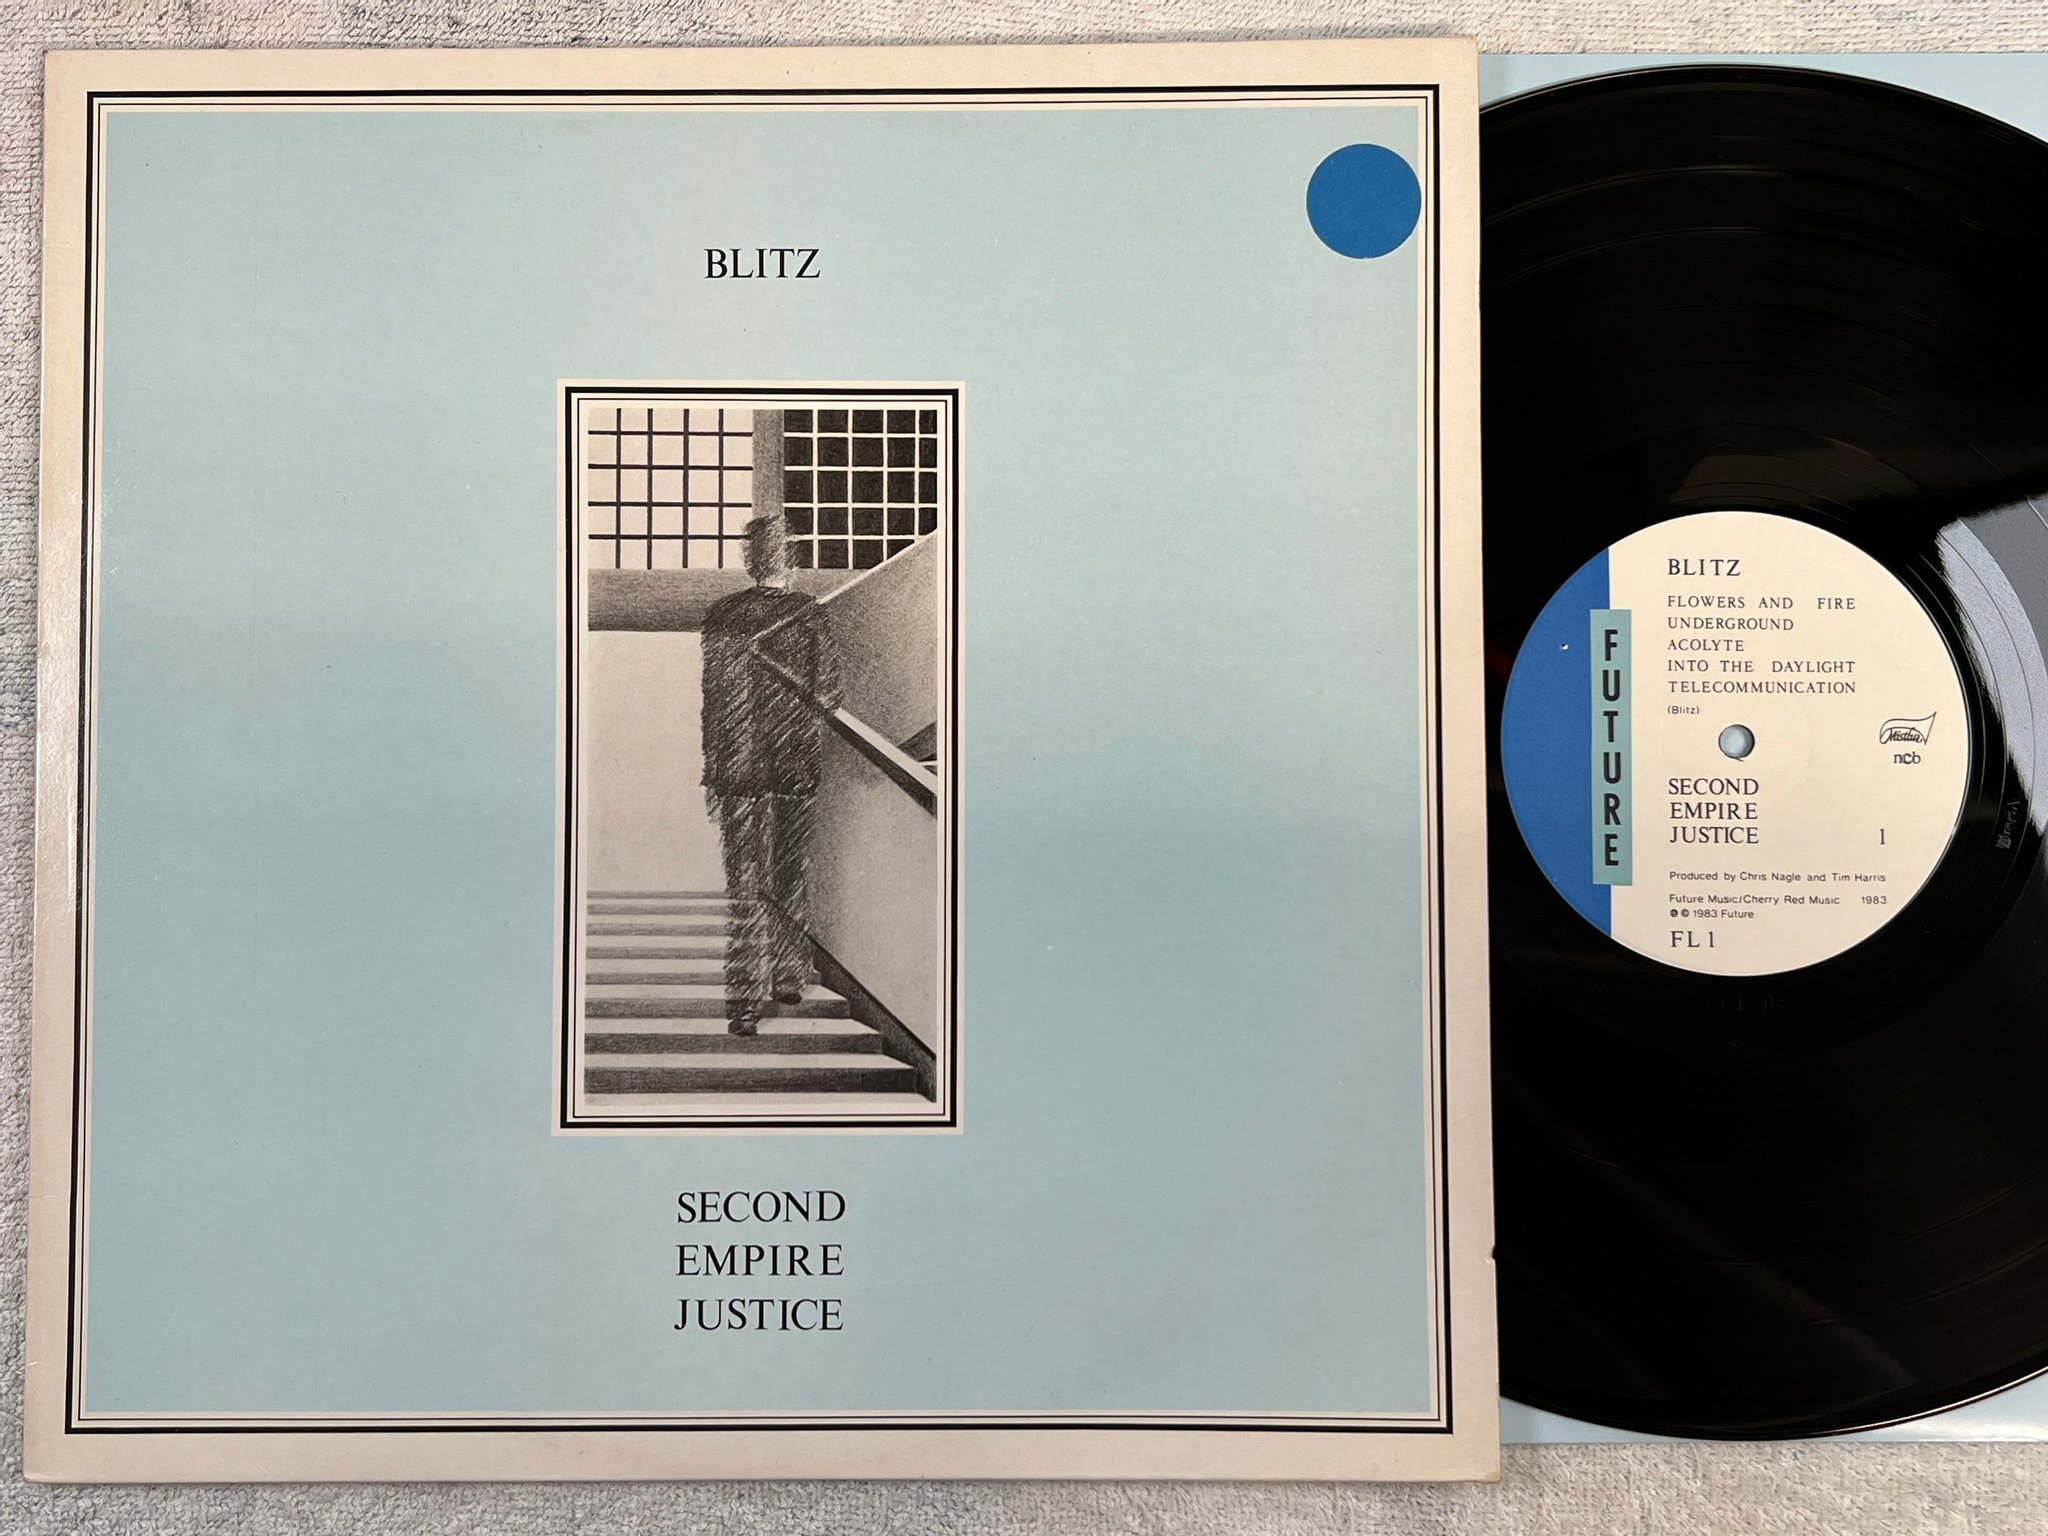 BLITZ
SECOND
EMPIRE
JUSTICE
FUTURE
BLITZ
FLOWERS AND FIRE
UNDERGROUND
ACOLYTE
INTO THE DAYLIGHT
TELECOMMUNICATION
(Blitz)
ncb
SECOND
EMPIRE
JUSTICE 1
Produced by Chris Nagle and Tim Harris
Future Music/Cherry Red Music 1983
℗ © 1983 Future
FL 1